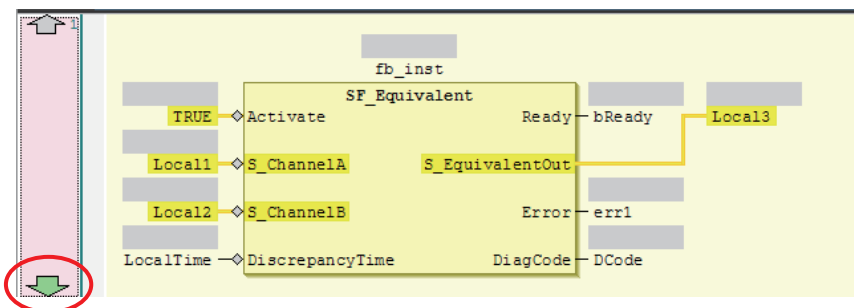 1
fb_inst
SF_Equivalent
TRUE Activate Ready bReady Local3
Local1 S_ChannelA S_EquivalentOut
Local2 S_ChannelB Error err1
LocalTime DiscrepancyTime DiagCode DCode